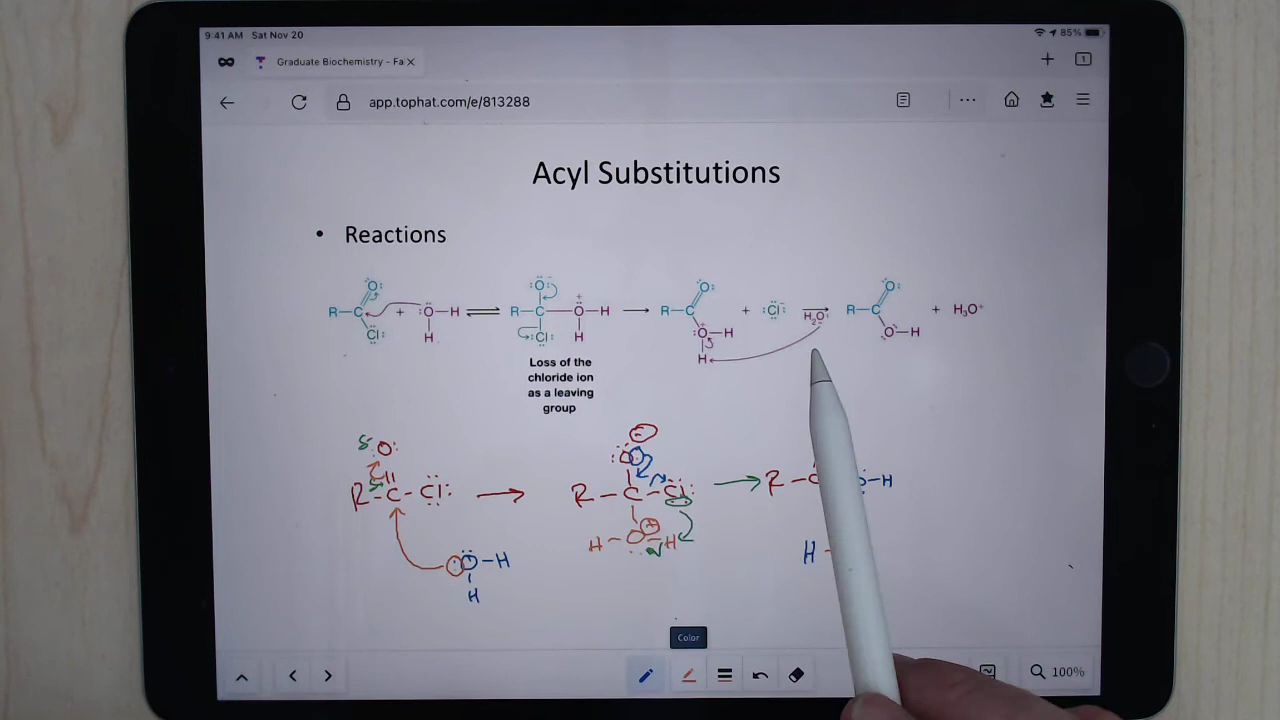 9:41 AM Sat Nov 20
85%
Graduate Biochemistry - Fa
1
app.tophat.com/e/813288
Acyl Substitutions
• Reactions
R—C :O: :Cl: + :O—H H ⇌ R—C—O⁺—H :O:⁻ :Cl: H ⟶ R—C :O: :O⁺—H H + :Cl:⁻ H₂O: ⟶ R—C :O: :O—H + H₃O⁺
Loss of the
chloride ion
as a leaving
group
δ⁻ :O:
R–C–Cl: ⟶ R–C–Cl: ⟶ R–C O–H
:O: ⊖
H–O⊕–H
:O–H
H
H –
Color
100%